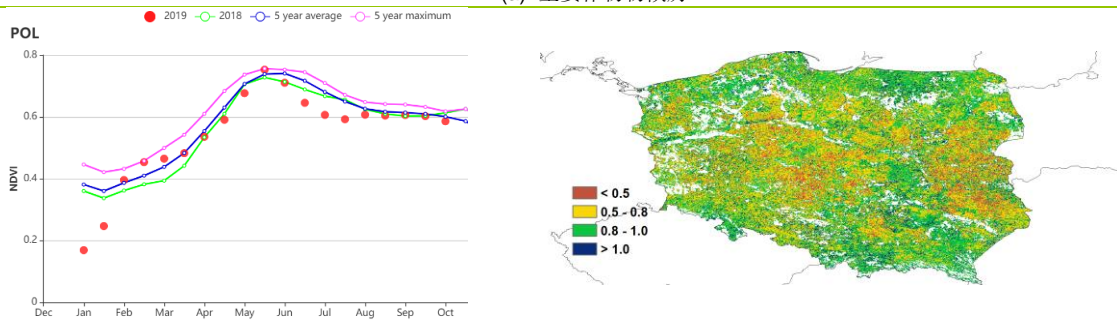 2019 2018 5 year average 5 year maximum
POL
0.8
0.6
0.4
0.2
0
NDVI
Dec Jan Feb Mar Apr May Jun Jul Aug Sep Oct
< 0.5
0.5 - 0.8
0.8 - 1.0
> 1.0